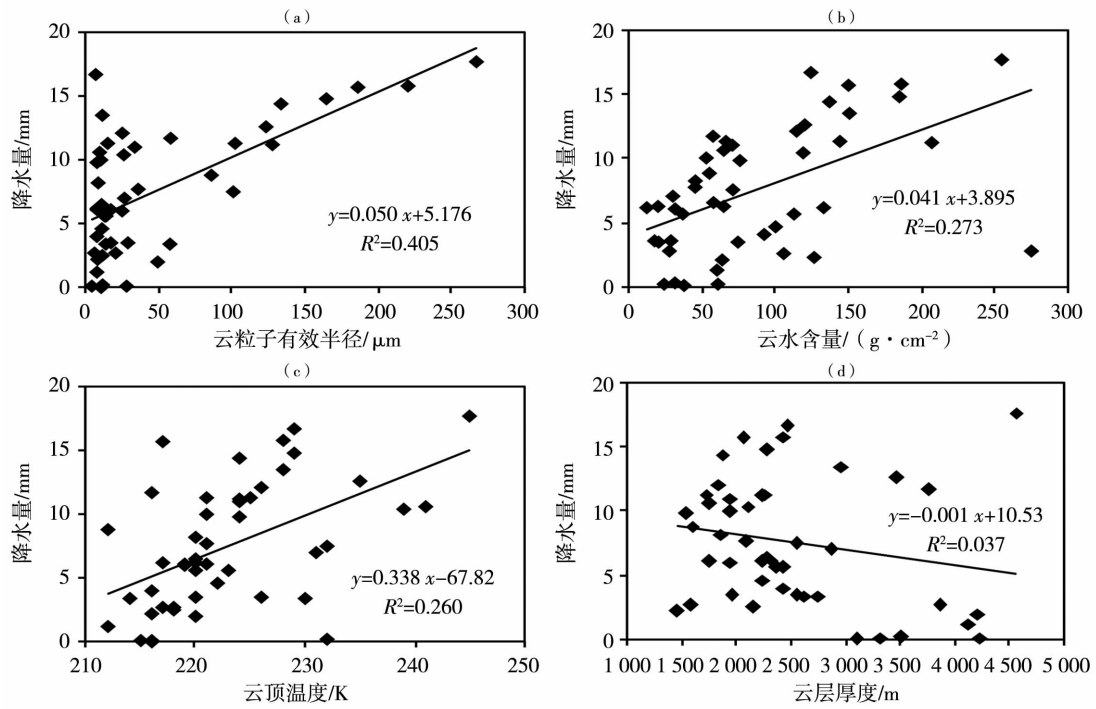 （a）
20
15
10
5
0
降水量/mm
y=0.050 x+5.176
R²=0.405
0 50 100 150 200 250 300
云粒子有效半径/μm
（b）
20
15
10
5
0
降水量/mm
y=0.041 x+3.895
R²=0.273
0 50 100 150 200 250 300
云水含量/（g·cm⁻²）
（c）
20
15
10
5
0
降水量/mm
y=0.338 x−67.82
R²=0.260
210 220 230 240 250
云顶温度/K
（d）
20
15
10
5
0
降水量/mm
y=−0.001 x+10.53
R²=0.037
1 000 1 500 2 000 2 500 3 000 3 500 4 000 4 500 5 000
云层厚度/m